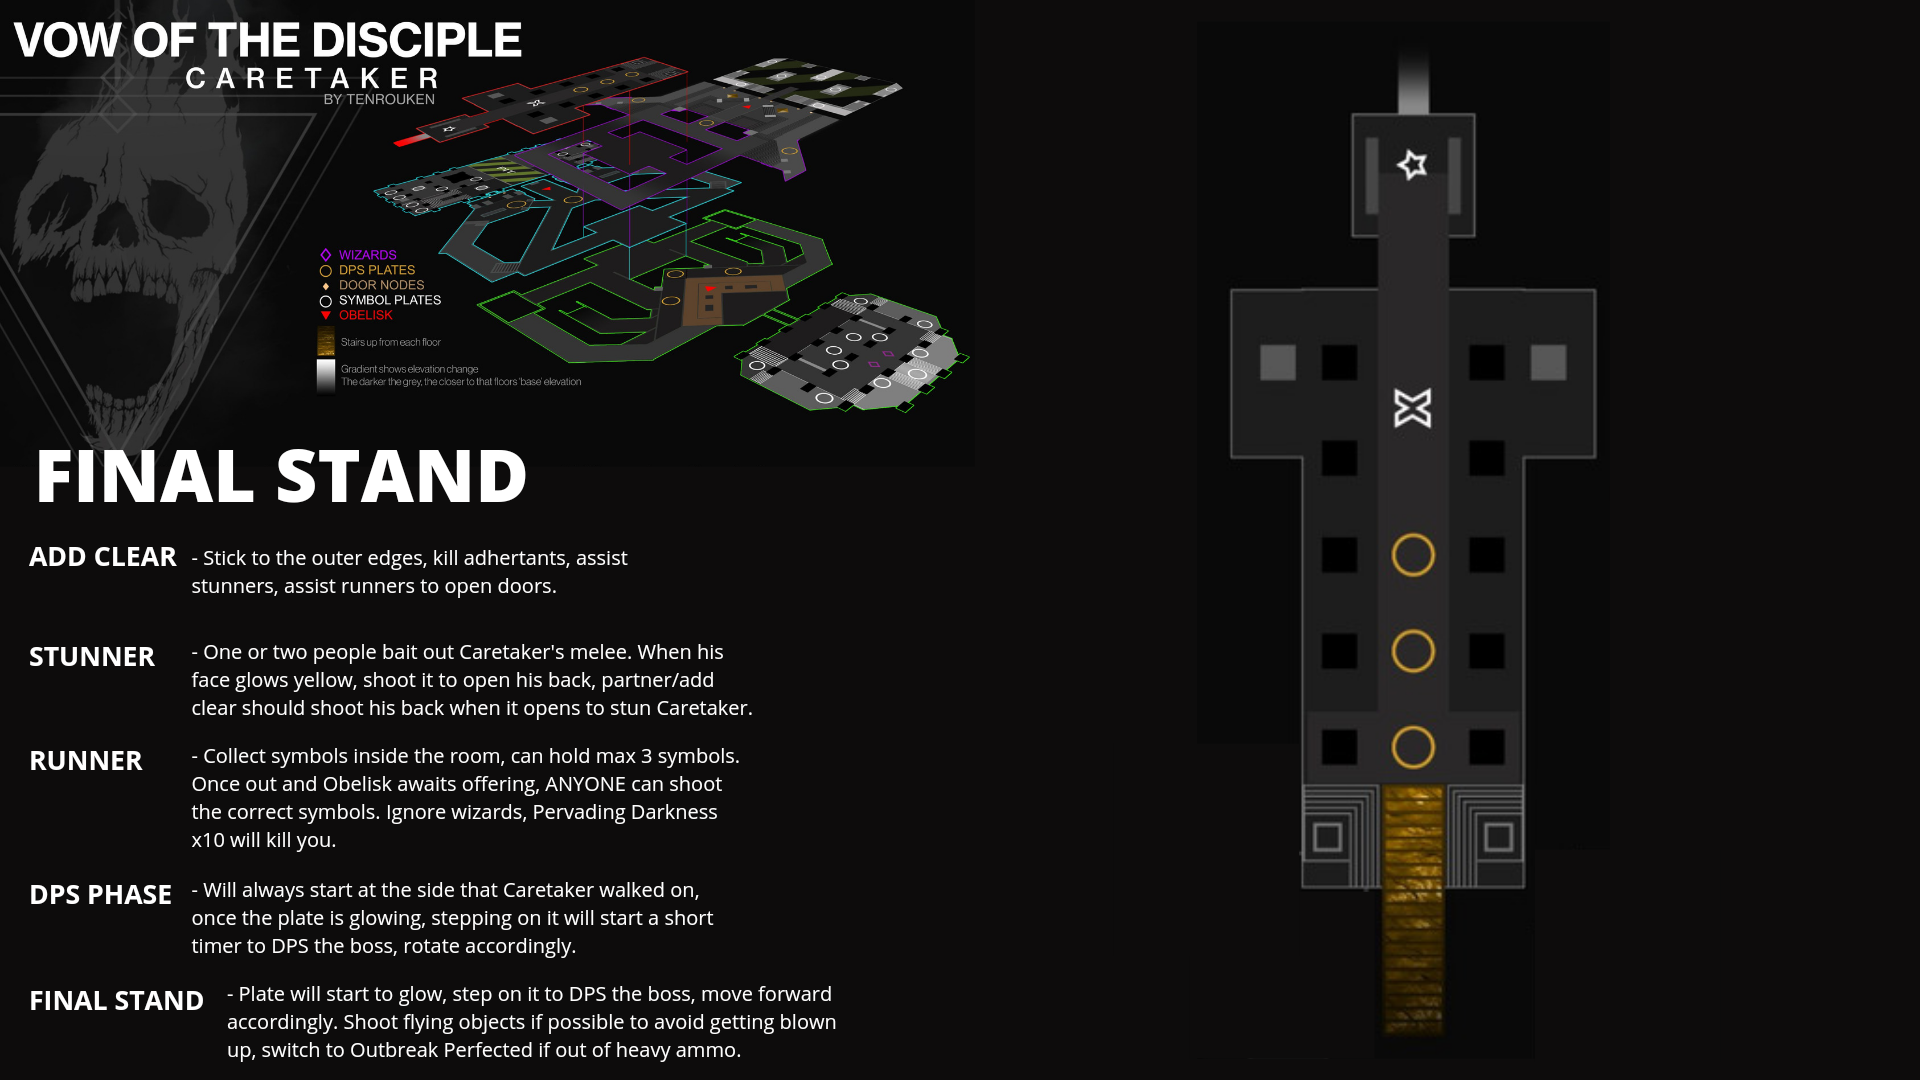 VOW OF THE DISCIPLE
CARETAKER
BY TENROUKEN
WIZARDS
DPS PLATES
DOOR NODES
SYMBOL PLATES
OBELISK
Stairs up from each floor
Gradient shows elevation change
The darker the grey, the closer to that floors 'base' elevation
FINAL STAND
ADD CLEAR - Stick to the outer edges, kill adhertants, assist
stunners, assist runners to open doors.
STUNNER - One or two people bait out Caretaker's melee. When his
face glows yellow, shoot it to open his back, partner/add
clear should shoot his back when it opens to stun Caretaker.
RUNNER - Collect symbols inside the room, can hold max 3 symbols.
Once out and Obelisk awaits offering, ANYONE can shoot
the correct symbols. Ignore wizards, Pervading Darkness
x10 will kill you.
DPS PHASE - Will always start at the side that Caretaker walked on,
once the plate is glowing, stepping on it will start a short
timer to DPS the boss, rotate accordingly.
FINAL STAND - Plate will start to glow, step on it to DPS the boss, move forward
accordingly. Shoot flying objects if possible to avoid getting blown
up, switch to Outbreak Perfected if out of heavy ammo.